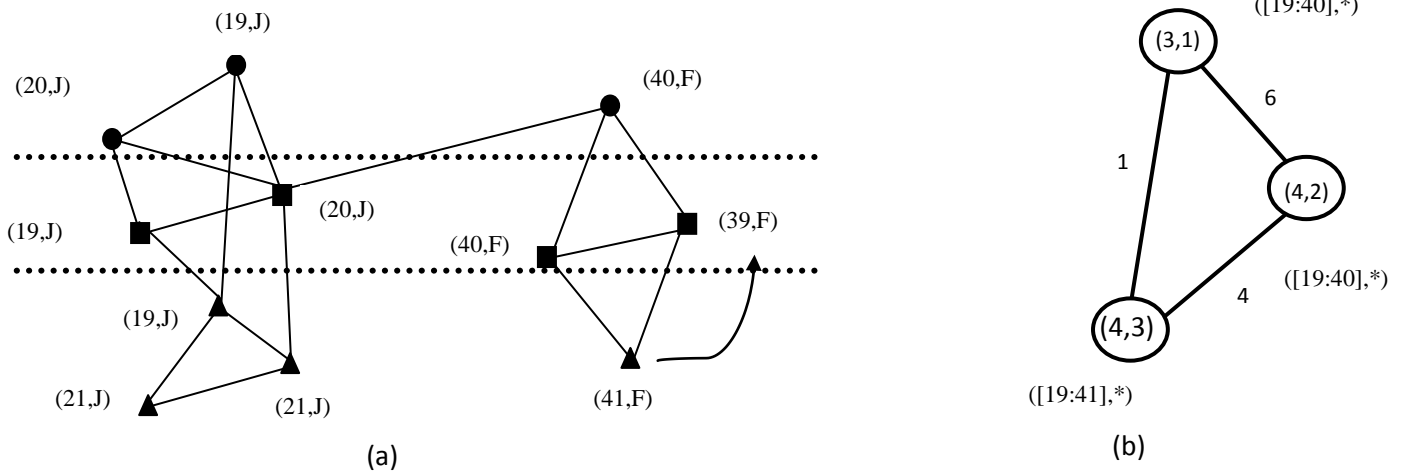 (19,J)
(20,J)
(40,F)
(19,J)
(20,J)
(40,F)
(39,F)
(19,J)
(21,J)
(21,J)
(41,F)
(a)
([19:40],*)
(3,1)
6
1
(4,2)
([19:40],*)
4
(4,3)
([19:41],*)
(b)